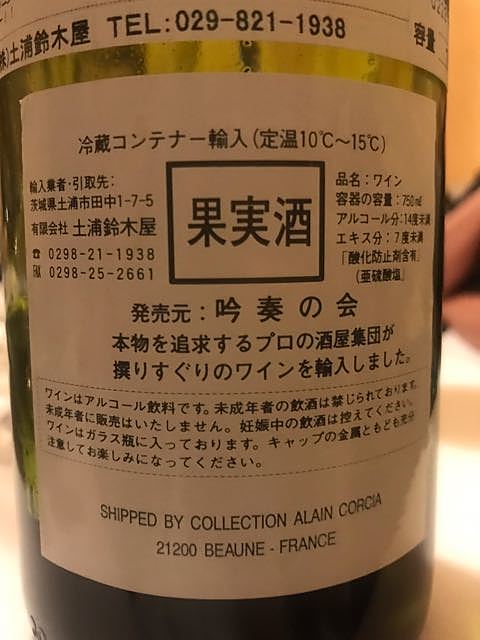 (株)土浦鈴木屋 TEL:029-821-1938
容量
冷蔵コンテナー輸入(定温10℃〜15℃)
輸入業者・引取先:
茨城県土浦市田中1-7-5
有限会社 土浦鈴木屋
☎ 0298-21-1938
FAX 0298-25-2661
果実酒
品名:ワイン
容器の容量:750mℓ
アルコール分:14度未満
エキス分:7度未満
「酸化防止剤含有」
(亜硫酸塩)
発売元:吟奏の会
本物を追求するプロの酒屋集団が
撰りすぐりのワインを輸入しました。
ワインはアルコール飲料です。未成年者の飲酒は禁じられております。
未成年者に販売はいたしません。妊娠中の飲酒は控えてください。
ワインはガラス瓶に入っております。キャップの金属ともども充分
注意してお楽しみになってください。
SHIPPED BY COLLECTION ALAIN CORCIA
21200 BEAUNE - FRANCE